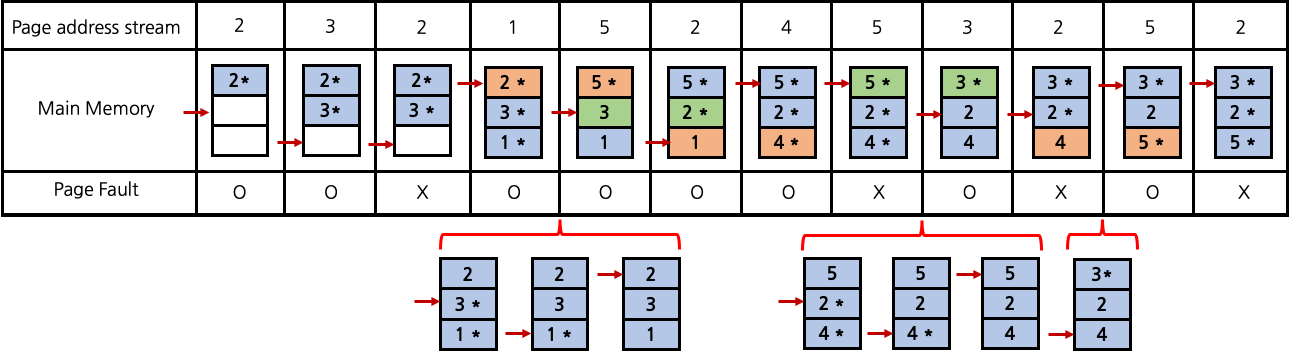 Page address stream 2 3 2 1 5 2 4 5 3 2 5 2
2* 2* 2* 2 * 5 * 5 * 5 * 5 * 3 * 3 * 3 * 3 *
Main Memory 3* 3 * 3 * 3 2 * 2 * 2 * 2 2 * 2 2 *
1 * 1 1 4 * 4 * 4 4 5 * 5 *
Page Fault O O X O O O O X O X O X
2 2 2 5 5 5 3*
3 * 3 3 2 * 2 2 2
1 * 1 * 1 4 * 4 * 4 4